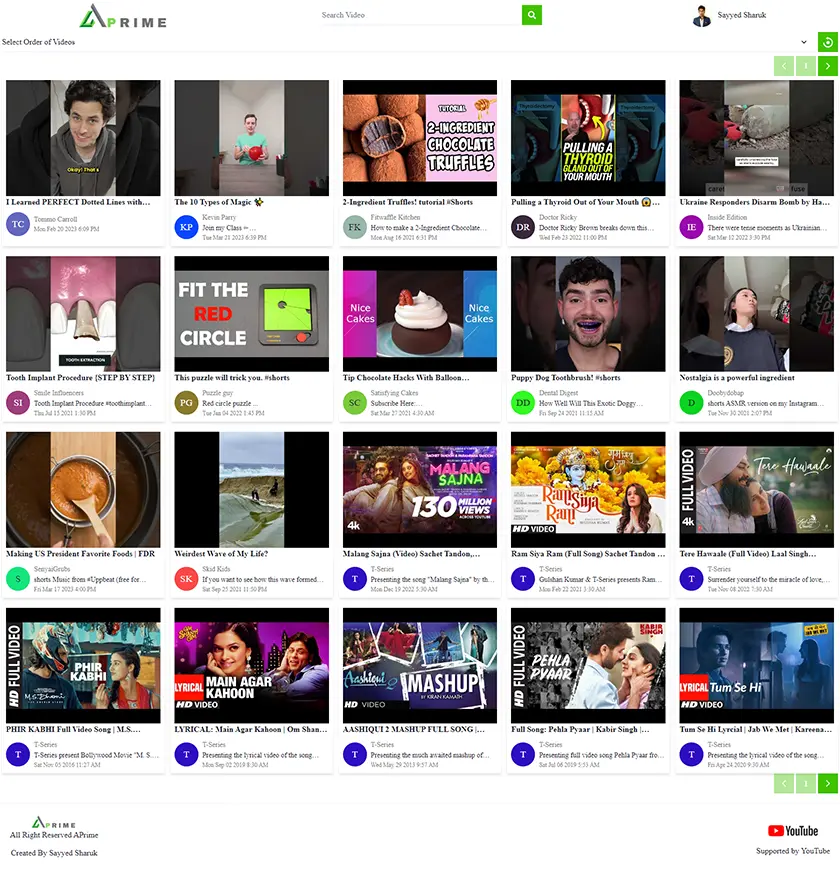 APRIME
Search Video
Sayyed Sharuk
Select Order of Videos
1
Okay! That's
TUTORIAL
2-INGREDIENT
CHOCOLATE
TRUFFLES
Thyroidectomy
Thyroidectomy
PULLING A
THYROID
GLAND OUT OF
YOUR MOUTH
I Learned PERFECT Dotted Lines with…
TC
Tommo Carroll
Mon Feb 20 2023 6:09 PM
The 10 Types of Magic
KP
Kevin Parry
Join my Class ✏…
Tue Mar 21 2023 6:39 PM
2-Ingredient Truffles! tutorial #Shorts
FK
Fitwaffle Kitchen
How to make a 2-Ingredient Chocolate…
Mon Aug 16 2021 6:31 PM
Pulling a Thyroid Out of Your Mouth 😱…
DR
Doctor Ricky
Doctor Ricky Brown breaks down this…
Wed Feb 23 2022 11:00 PM
Ukraine Responders Disarm Bomb by Ha…
IE
Inside Edition
There were tense moments as Ukrainian…
Sat Mar 12 2022 3:30 PM
TOOTH EXTRACTION
FIT THE
RED
CIRCLE
Nice
Cakes
Nice
Cakes
Tooth Implant Procedure {STEP BY STEP}
SI
Smile Influencers
Tooth Implant Procedure #toothimplant…
Thu Jul 15 2021 1:30 PM
This puzzle will trick you. #shorts
PG
Puzzle guy
Red circle puzzle ...
Tue Jan 04 2022 1:45 PM
Tip Chocolate Hacks With Balloon…
SC
Satisfying Cakes
Subscribe Here:…
Sat Mar 27 2021 4:30 AM
Puppy Dog Toothbrush! #shorts
DD
Dental Digest
How Well Will This Exotic Doggy…
Fri Sep 24 2021 11:15 AM
Nostalgia is a powerful ingredient
D
Doobydobap
shorts ASMR version on my Instagram…
Tue Nov 30 2021 2:07 PM
MALANG
SAJNA
130 MILLION
VIEWS
ACROSS YOUTUBE
4k
Ram
Siya
Ram
HD VIDEO
Tere Hawaale
FULL VIDEO
4k
Making US President Favorite Foods | FDR
S
SenpaiGrubs
shorts Music from #Uppbeat (free for…
Fri Mar 17 2023 4:00 PM
Weirdest Wave of My Life?
SK
Skid Kids
If you want to see how this wave formed…
Sat Sep 25 2021 11:50 PM
Malang Sajna (Video) Sachet Tandon,…
T
T-Series
Presenting the song "Malang Sajna" by th…
Mon Dec 19 2022 5:30 AM
Ram Siya Ram (Full Song) Sachet Tandon …
T
T-Series
Gulshan Kumar & T-Series presents Ram…
Mon Feb 22 2021 5:30 AM
Tere Hawaale (Full Video) Laal Singh…
T
T-Series
Surrender yourself to the miracle of love,…
Tue Nov 08 2022 7:30 AM
HD FULL VIDEO
PHIR
KABHI
M.S.Dhoni
LYRICAL
MAIN AGAR
KAHOON
HD VIDEO
Aashiqui 2
MASHUP
BY KIRAN KAMATH
HD VIDEO
HD FULL VIDEO
PEHLA
PYAAR
KABIR
SINGH
LYRICAL
TUM SE HI
HD VIDEO
JAB WE MET
PHIR KABHI Full Video Song | M.S.…
T
T-Series
T-Series present Bollywood Movie "M. S.…
Sat Nov 05 2016 11:27 AM
LYRICAL: Main Agar Kahoon | Om Shan…
T
T-Series
Presenting the lyrical video of the song…
Mon Sep 02 2019 8:30 AM
AASHIQUI 2 MASHUP FULL SONG |…
T
T-Series
Presenting the much awaited mashup of…
Wed May 29 2013 9:57 AM
Full Song: Pehla Pyaar | Kabir Singh |…
T
T-Series
Presenting full video song Pehla Pyaar fro…
Sat Jul 06 2019 5:53 AM
Tum Se Hi Lyrcial | Jab We Met | Kareena…
T
T-Series
Presenting the lyrical video of the song…
Fri Apr 24 2020 9:30 AM
1
APRIME
All Right Reserved APrime
Created By Sayyed Sharuk
YouTube
Supported by YouTube